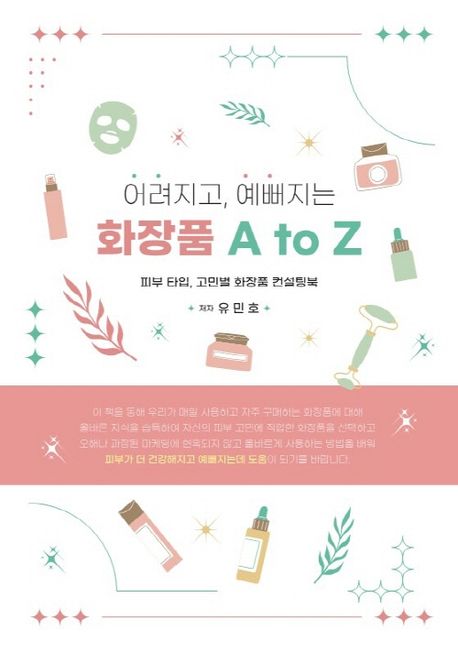 어려지고, 예뻐지는
화장품 A to Z
피부 타입, 고민별 화장품 컨설팅북
저자 유민호
이 책을 통해 우리가 매일 사용하고 자주 구매하는 화장품에 대해
올바른 지식을 습득하여 자신의 피부 고민에 적합한 화장품을 선택하고
오해나 과장된 마케팅에 현혹되지 않고 올바르게 사용하는 방법을 배워
피부가 더 건강해지고 예뻐지는데 도움이 되기를 바랍니다.